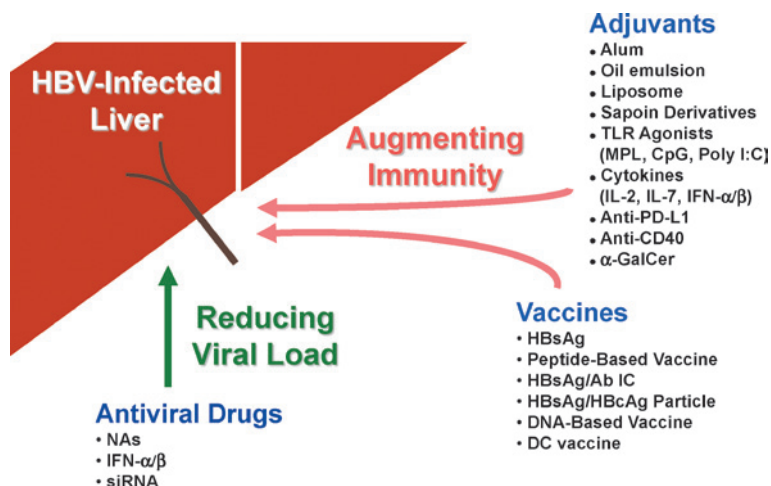 HBV-Infected
Liver
Augmenting
Immunity
Reducing
Viral Load
Antiviral Drugs
• NAs
• IFN-α/β
• siRNA
Adjuvants
• Alum
• Oil emulsion
• Liposome
• Sapoin Derivatives
• TLR Agonists
(MPL, CpG, Poly I:C)
• Cytokines
(IL-2, IL-7, IFN-α/β)
• Anti-PD-L1
• Anti-CD40
• α-GalCer
Vaccines
• HBsAg
• Peptide-Based Vaccine
• HBsAg/Ab IC
• HBsAg/HBcAg Particle
• DNA-Based Vaccine
• DC vaccine